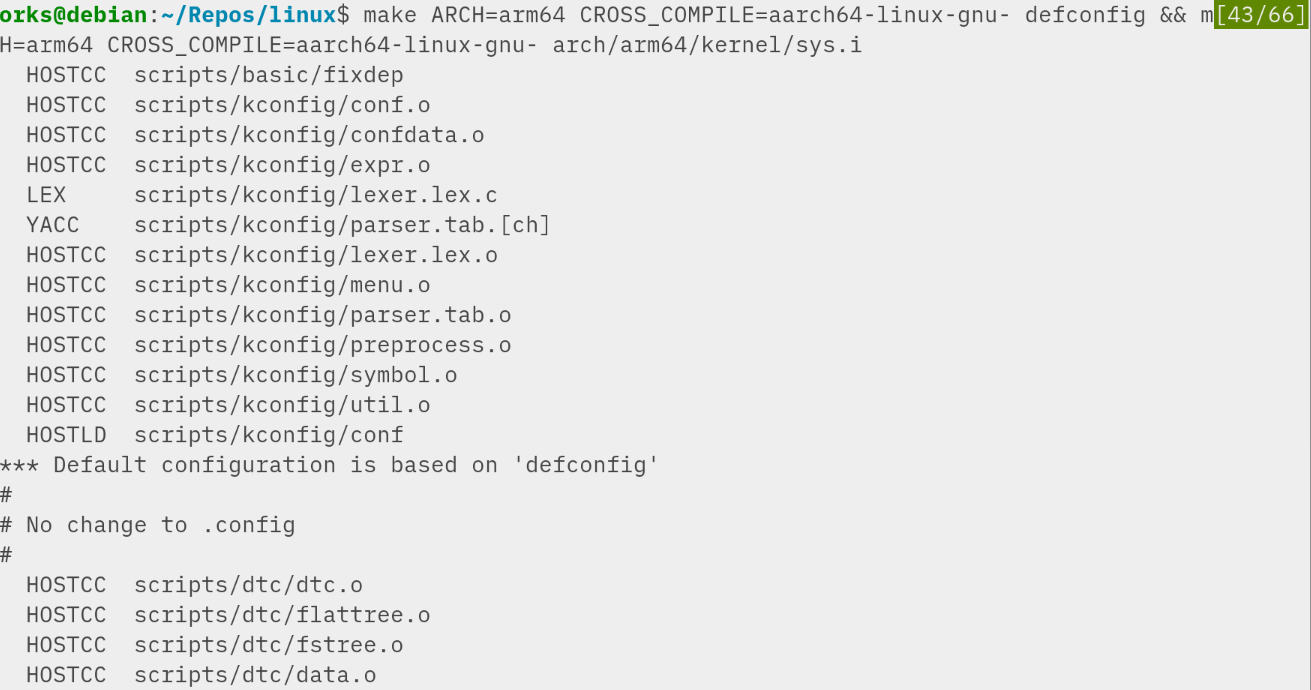 orks@debian:~/Repos/linux$ make ARCH=arm64 CROSS_COMPILE=aarch64-linux-gnu- defconfig && m[43/66]
H=arm64 CROSS_COMPILE=aarch64-linux-gnu- arch/arm64/kernel/sys.i
  HOSTCC  scripts/basic/fixdep
  HOSTCC  scripts/kconfig/conf.o
  HOSTCC  scripts/kconfig/confdata.o
  HOSTCC  scripts/kconfig/expr.o
  LEX     scripts/kconfig/lexer.lex.c
  YACC    scripts/kconfig/parser.tab.[ch]
  HOSTCC  scripts/kconfig/lexer.lex.o
  HOSTCC  scripts/kconfig/menu.o
  HOSTCC  scripts/kconfig/parser.tab.o
  HOSTCC  scripts/kconfig/preprocess.o
  HOSTCC  scripts/kconfig/symbol.o
  HOSTCC  scripts/kconfig/util.o
  HOSTLD  scripts/kconfig/conf
*** Default configuration is based on 'defconfig'
#
# No change to .config
#
  HOSTCC  scripts/dtc/dtc.o
  HOSTCC  scripts/dtc/flattree.o
  HOSTCC  scripts/dtc/fstree.o
  HOSTCC  scripts/dtc/data.o